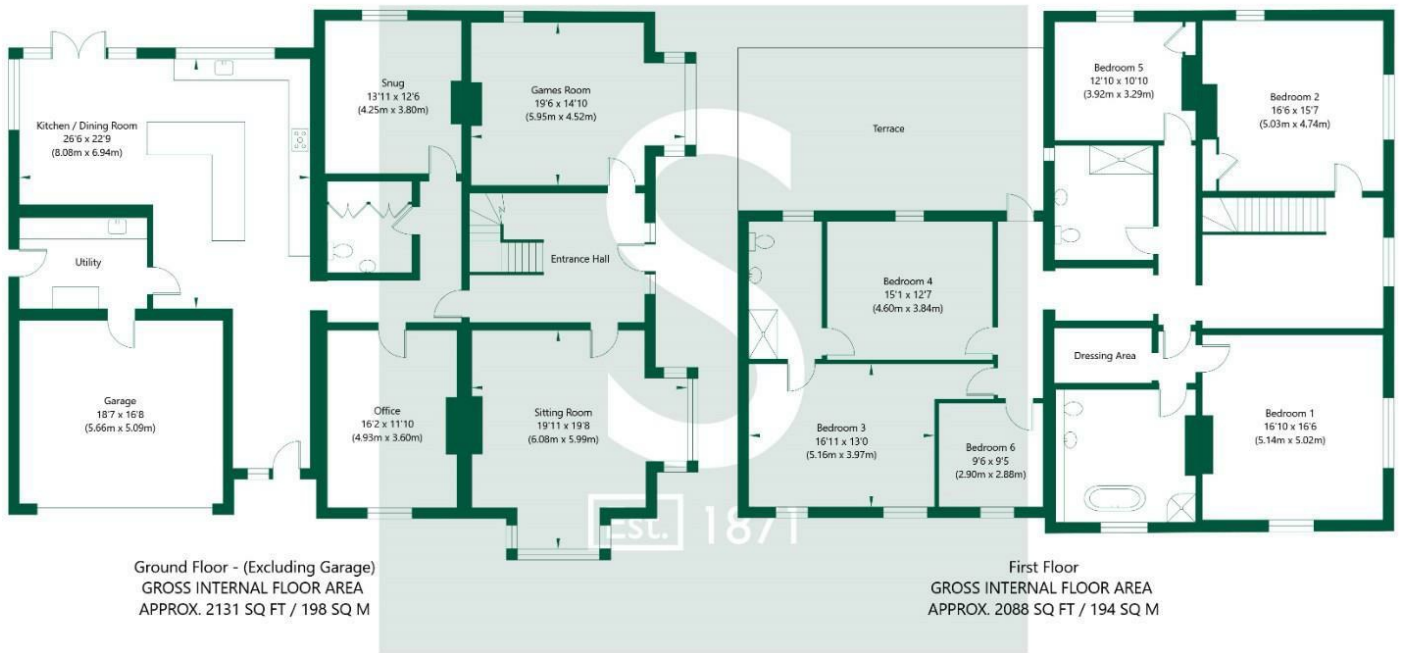 Snug
13'11 x 12'6
(4.25m x 3.80m)
Games Room
19'6 x 14'10
(5.95m x 4.52m)
Kitchen / Dining Room
26'6 x 22'9
(8.08m x 6.94m)
Utility
Entrance Hall
Garage
18'7 x 16'8
(5.66m x 5.09m)
Office
16'2 x 11'10
(4.93m x 3.60m)
Sitting Room
19'11 x 19'8
(6.08m x 5.99m)
Ground Floor - (Excluding Garage)
GROSS INTERNAL FLOOR AREA
APPROX. 2131 SQ FT / 198 SQ M
S
Est. 1871
Terrace
Bedroom 5
12'10 x 10'10
(3.92m x 3.29m)
Bedroom 2
16'6 x 15'7
(5.03m x 4.74m)
Bedroom 4
15'1 x 12'7
(4.60m x 3.84m)
Dressing Area
Bedroom 3
16'11 x 13'0
(5.16m x 3.97m)
Bedroom 6
9'6 x 9'5
(2.90m x 2.88m)
Bedroom 1
16'10 x 16'6
(5.14m x 5.02m)
First Floor
GROSS INTERNAL FLOOR AREA
APPROX. 2088 SQ FT / 194 SQ M